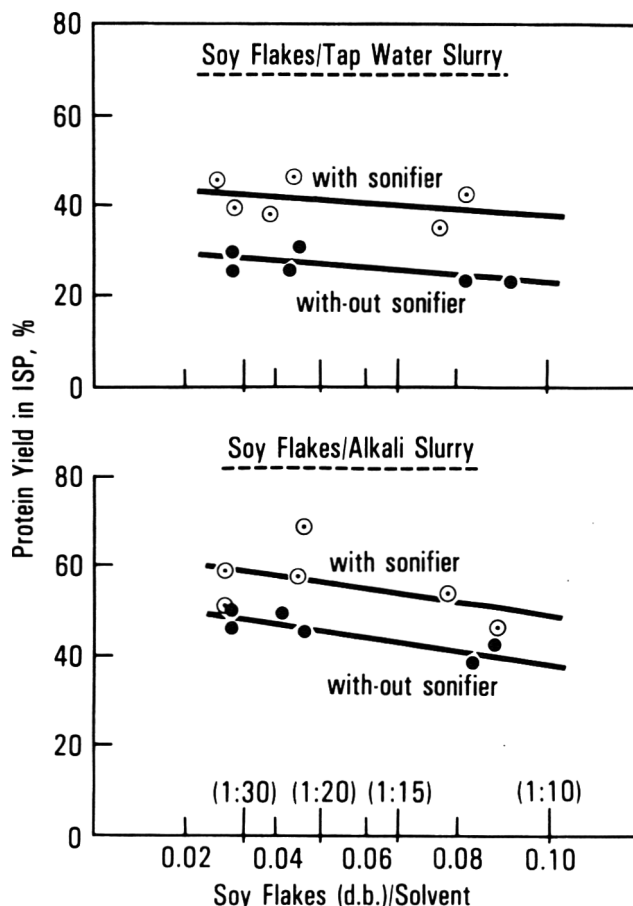 Protein Yield in ISP, %
80
60
40
20
0
Soy Flakes/Tap Water Slurry
with sonifier
with-out sonifier
80
60
40
20
0
Soy Flakes/Alkali Slurry
with sonifier
with-out sonifier
(1:30) (1:20) (1:15) (1:10)
0.02 0.04 0.06 0.08 0.10
Soy Flakes (d.b.)/Solvent